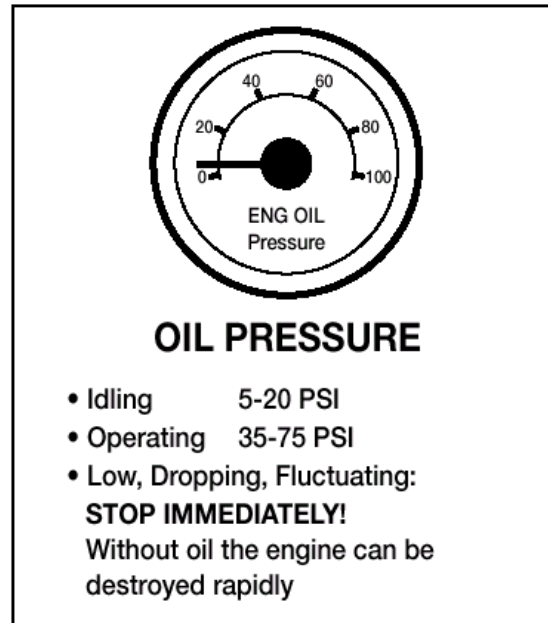 40 60
20 80
0 100
ENG OIL
Pressure
OIL PRESSURE
• Idling 5-20 PSI
• Operating 35-75 PSI
• Low, Dropping, Fluctuating:
STOP IMMEDIATELY!
Without oil the engine can be
destroyed rapidly